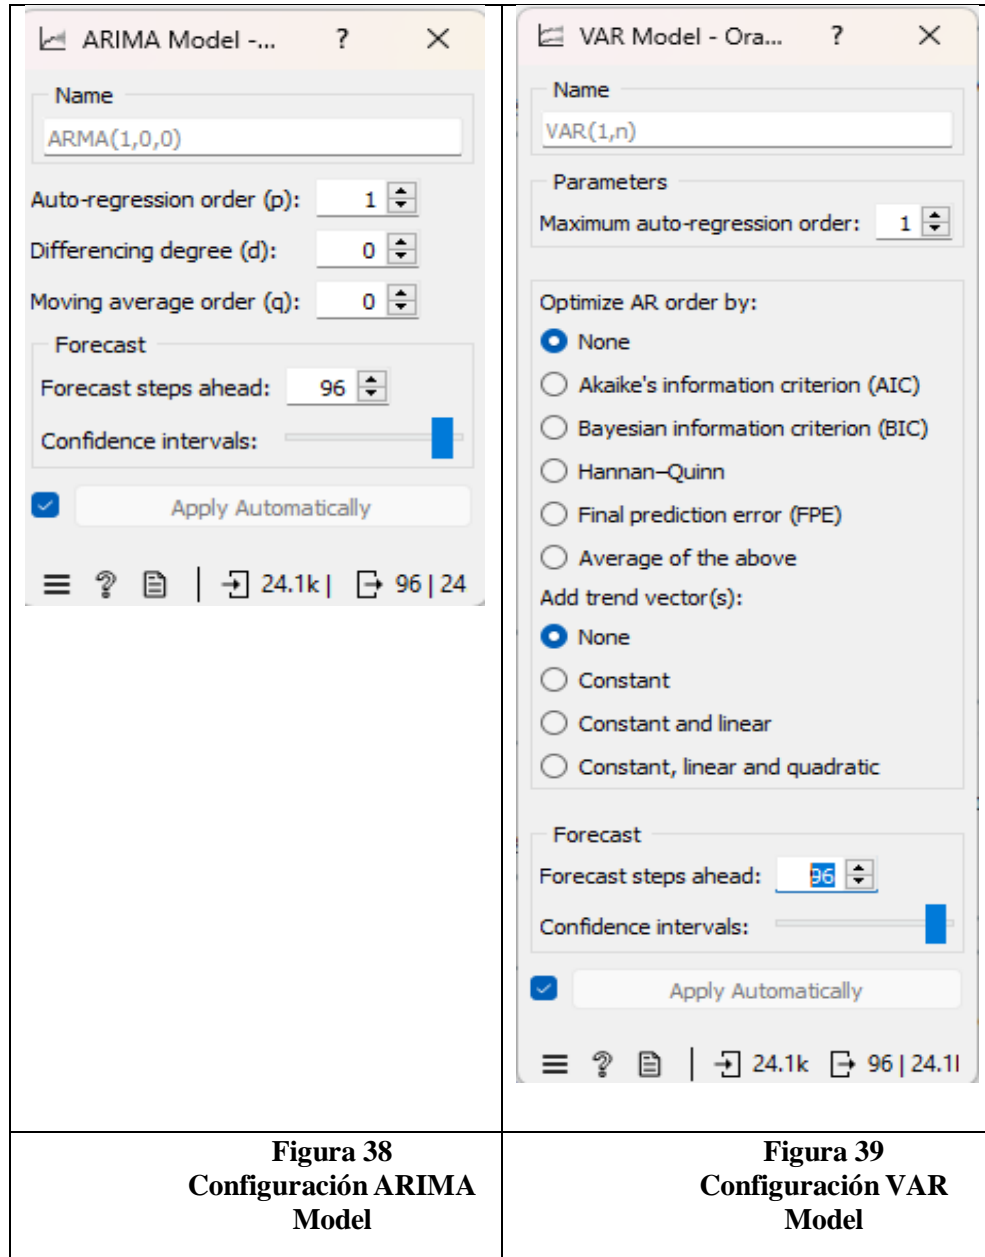 ARIMA Model -... ? ×
Name
ARMA(1,0,0)
Auto-regression order (p): 1
Differencing degree (d): 0
Moving average order (q): 0
Forecast
Forecast steps ahead: 96
Confidence intervals:
Apply Automatically
24.1k | 96 | 24
Figura 38
Configuración ARIMA
Model
VAR Model - Ora... ? ×
Name
VAR(1,n)
Parameters
Maximum auto-regression order: 1
Optimize AR order by:
None
Akaike's information criterion (AIC)
Bayesian information criterion (BIC)
Hannan–Quinn
Final prediction error (FPE)
Average of the above
Add trend vector(s):
None
Constant
Constant and linear
Constant, linear and quadratic
Forecast
Forecast steps ahead: 96
Confidence intervals:
Apply Automatically
24.1k 96 | 24.1l
Figura 39
Configuración VAR
Model